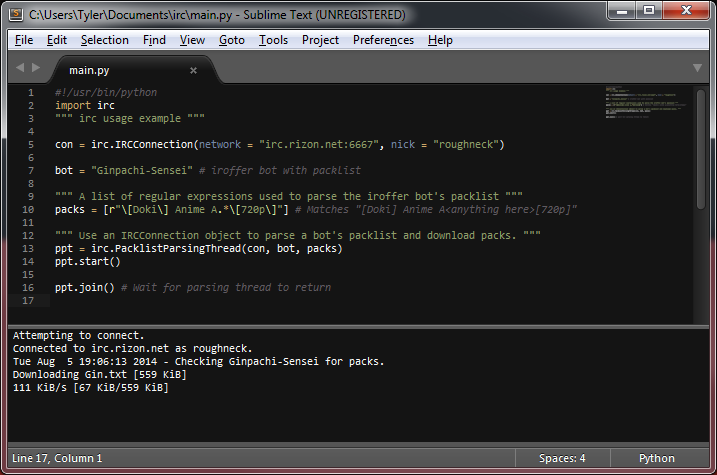 C:\Users\Tyler\Documents\irc\main.py - Sublime Text (UNREGISTERED)
File Edit Selection Find View Goto Tools Project Preferences Help
main.py
1 #!/usr/bin/python
2 import irc
3 """ irc usage example """
4
5 con = irc.IRCConnection(network = "irc.rizon.net:6667", nick = "roughneck")
6
7 bot = "Ginpachi-Sensei" # iroffer bot with packlist
8
9 """ A list of regular expressions used to parse the iroffer bot's packlist """
10 packs = [r"\[Doki\] Anime A.*\[720p\]"] # Matches "[Doki] Anime A<anything here>[720p]"
11
12 """ Use an IRCConnection object to parse a bot's packlist and download packs. """
13 ppt = irc.PacklistParsingThread(con, bot, packs)
14 ppt.start()
15
16 ppt.join() # Wait for parsing thread to return
17
Attempting to connect.
Connected to irc.rizon.net as roughneck.
Tue Aug  5 19:06:13 2014 - Checking Ginpachi-Sensei for packs.
Downloading Gin.txt [559 KiB]
111 KiB/s [67 KiB/559 KiB]
Line 17, Column 1 Spaces: 4 Python